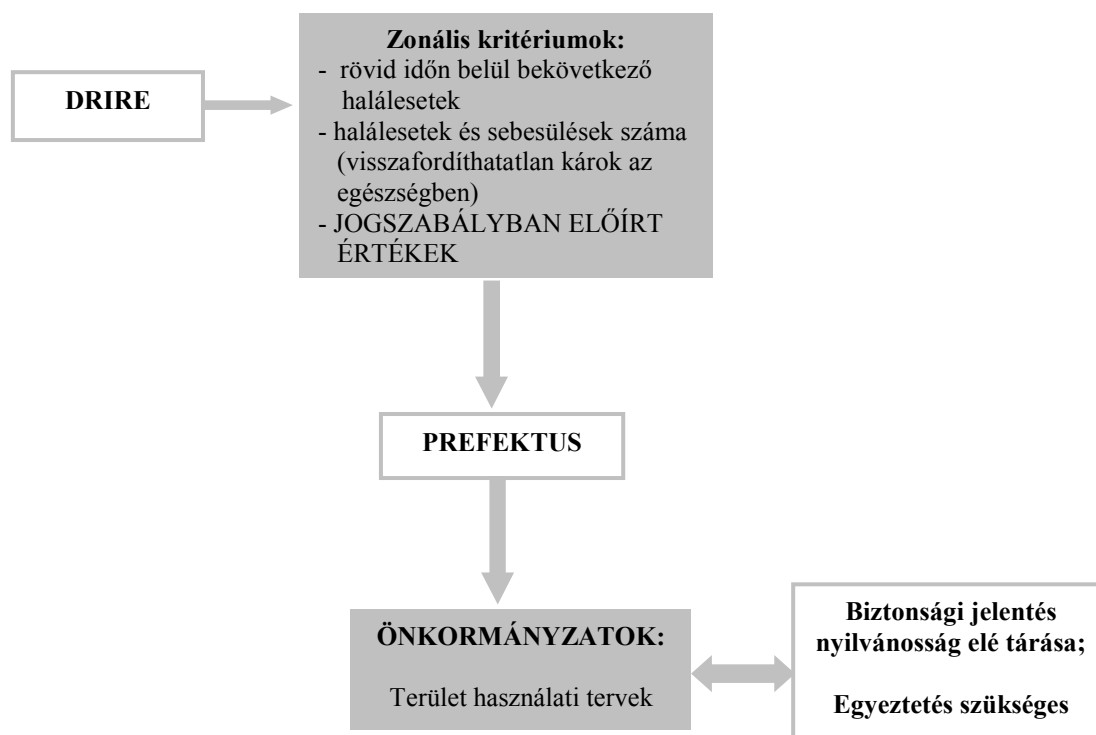 DRIRE
Zonális kritériumok:
- rövid időn belül bekövetkező
halálesetek
- halálesetek és sebesülések száma
(visszafordíthatatlan károk az
egészségben)
- JOGSZABÁLYBAN ELŐÍRT
ÉRTÉKEK
PREFEKTUS
ÖNKORMÁNYZATOK:
Terület használati tervek
Biztonsági jelentés
nyilvánosság elé tárása;
Egyeztetés szükséges